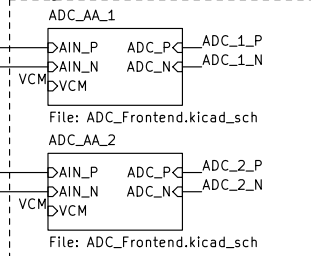 ADC_AA_1
AIN_P ADC_P ADC_1_P
AIN_N ADC_N ADC_1_N
VCM VCM
File: ADC_Frontend.kicad_sch
ADC_AA_2
AIN_P ADC_P ADC_2_P
AIN_N ADC_N ADC_2_N
VCM VCM
File: ADC_Frontend.kicad_sch